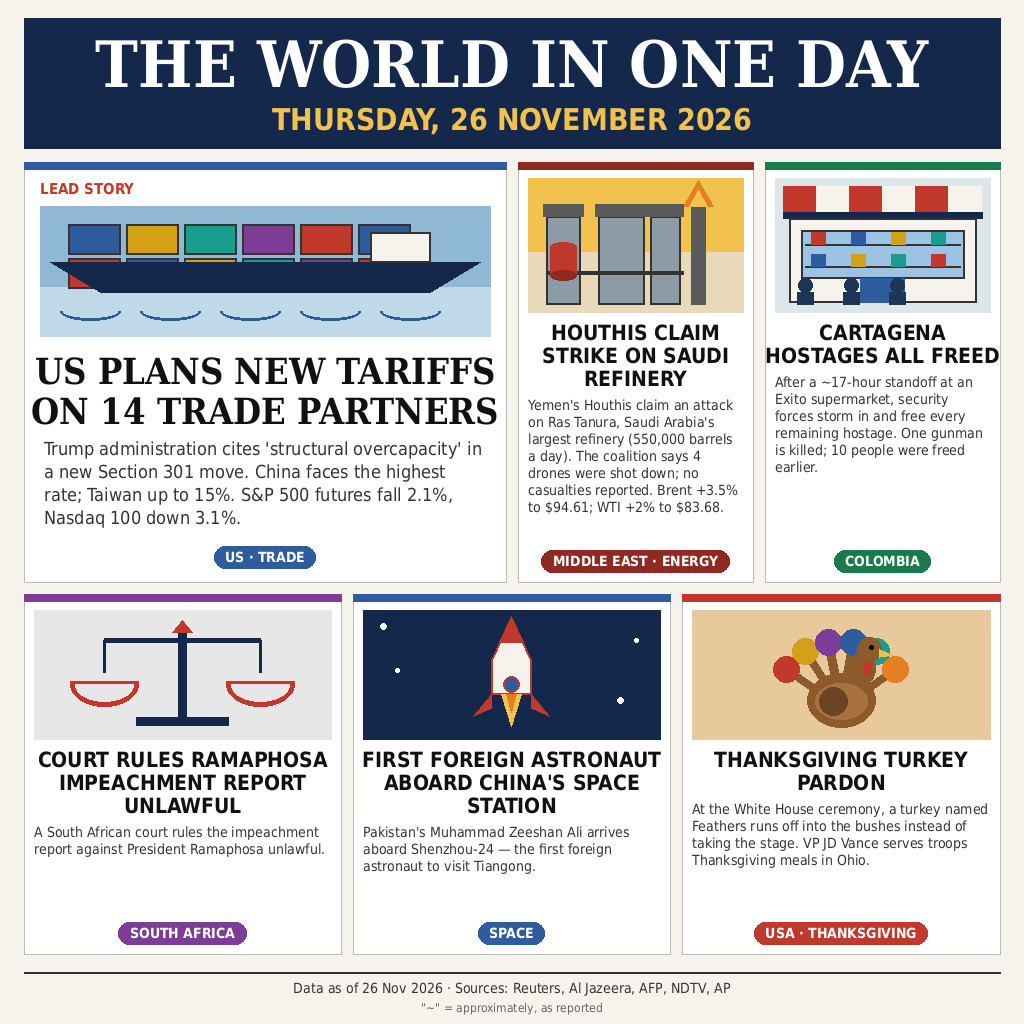 THE WORLD IN ONE DAY
THURSDAY, 26 NOVEMBER 2026
LEAD STORY
US PLANS NEW TARIFFS
ON 14 TRADE PARTNERS
Trump administration cites 'structural overcapacity' in
a new Section 301 move. China faces the highest
rate; Taiwan up to 15%. S&P 500 futures fall 2.1%,
Nasdaq 100 down 3.1%.
US · TRADE
HOUTHIS CLAIM
STRIKE ON SAUDI
REFINERY
Yemen's Houthis claim an attack
on Ras Tanura, Saudi Arabia's
largest refinery (550,000 barrels
a day). The coalition says 4
drones were shot down; no
casualties reported. Brent +3.5%
to $94.61; WTI +2% to $83.68.
MIDDLE EAST · ENERGY
CARTAGENA
HOSTAGES ALL FREED
After a ~17-hour standoff at an
Exito supermarket, security
forces storm in and free every
remaining hostage. One gunman
is killed; 10 people were freed
earlier.
COLOMBIA
COURT RULES RAMAPHOSA
IMPEACHMENT REPORT
UNLAWFUL
A South African court rules the impeachment
report against President Ramaphosa unlawful.
SOUTH AFRICA
FIRST FOREIGN ASTRONAUT
ABOARD CHINA'S SPACE
STATION
Pakistan's Muhammad Zeeshan Ali arrives
aboard Shenzhou-24 — the first foreign
astronaut to visit Tiangong.
SPACE
THANKSGIVING TURKEY
PARDON
At the White House ceremony, a turkey named
Feathers runs off into the bushes instead of
taking the stage. VP JD Vance serves troops
Thanksgiving meals in Ohio.
USA · THANKSGIVING
Data as of 26 Nov 2026 · Sources: Reuters, Al Jazeera, AFP, NDTV, AP
"~" = approximately, as reported